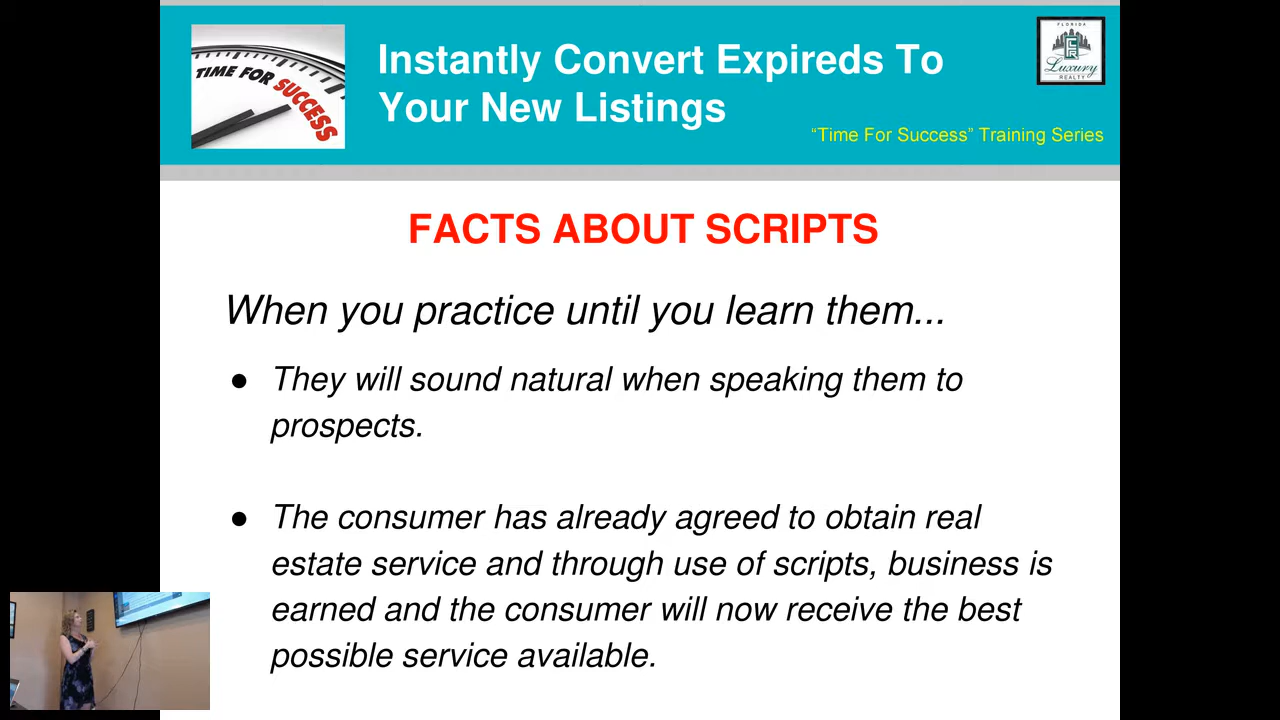 TIME FOR SUCCESS
Instantly Convert Expireds To
Your New Listings
FLORIDA
Luxury
REALTY
“Time For Success” Training Series
FACTS ABOUT SCRIPTS
When you practice until you learn them...
● They will sound natural when speaking them to
prospects.
● The consumer has already agreed to obtain real
estate service and through use of scripts, business is
earned and the consumer will now receive the best
possible service available.